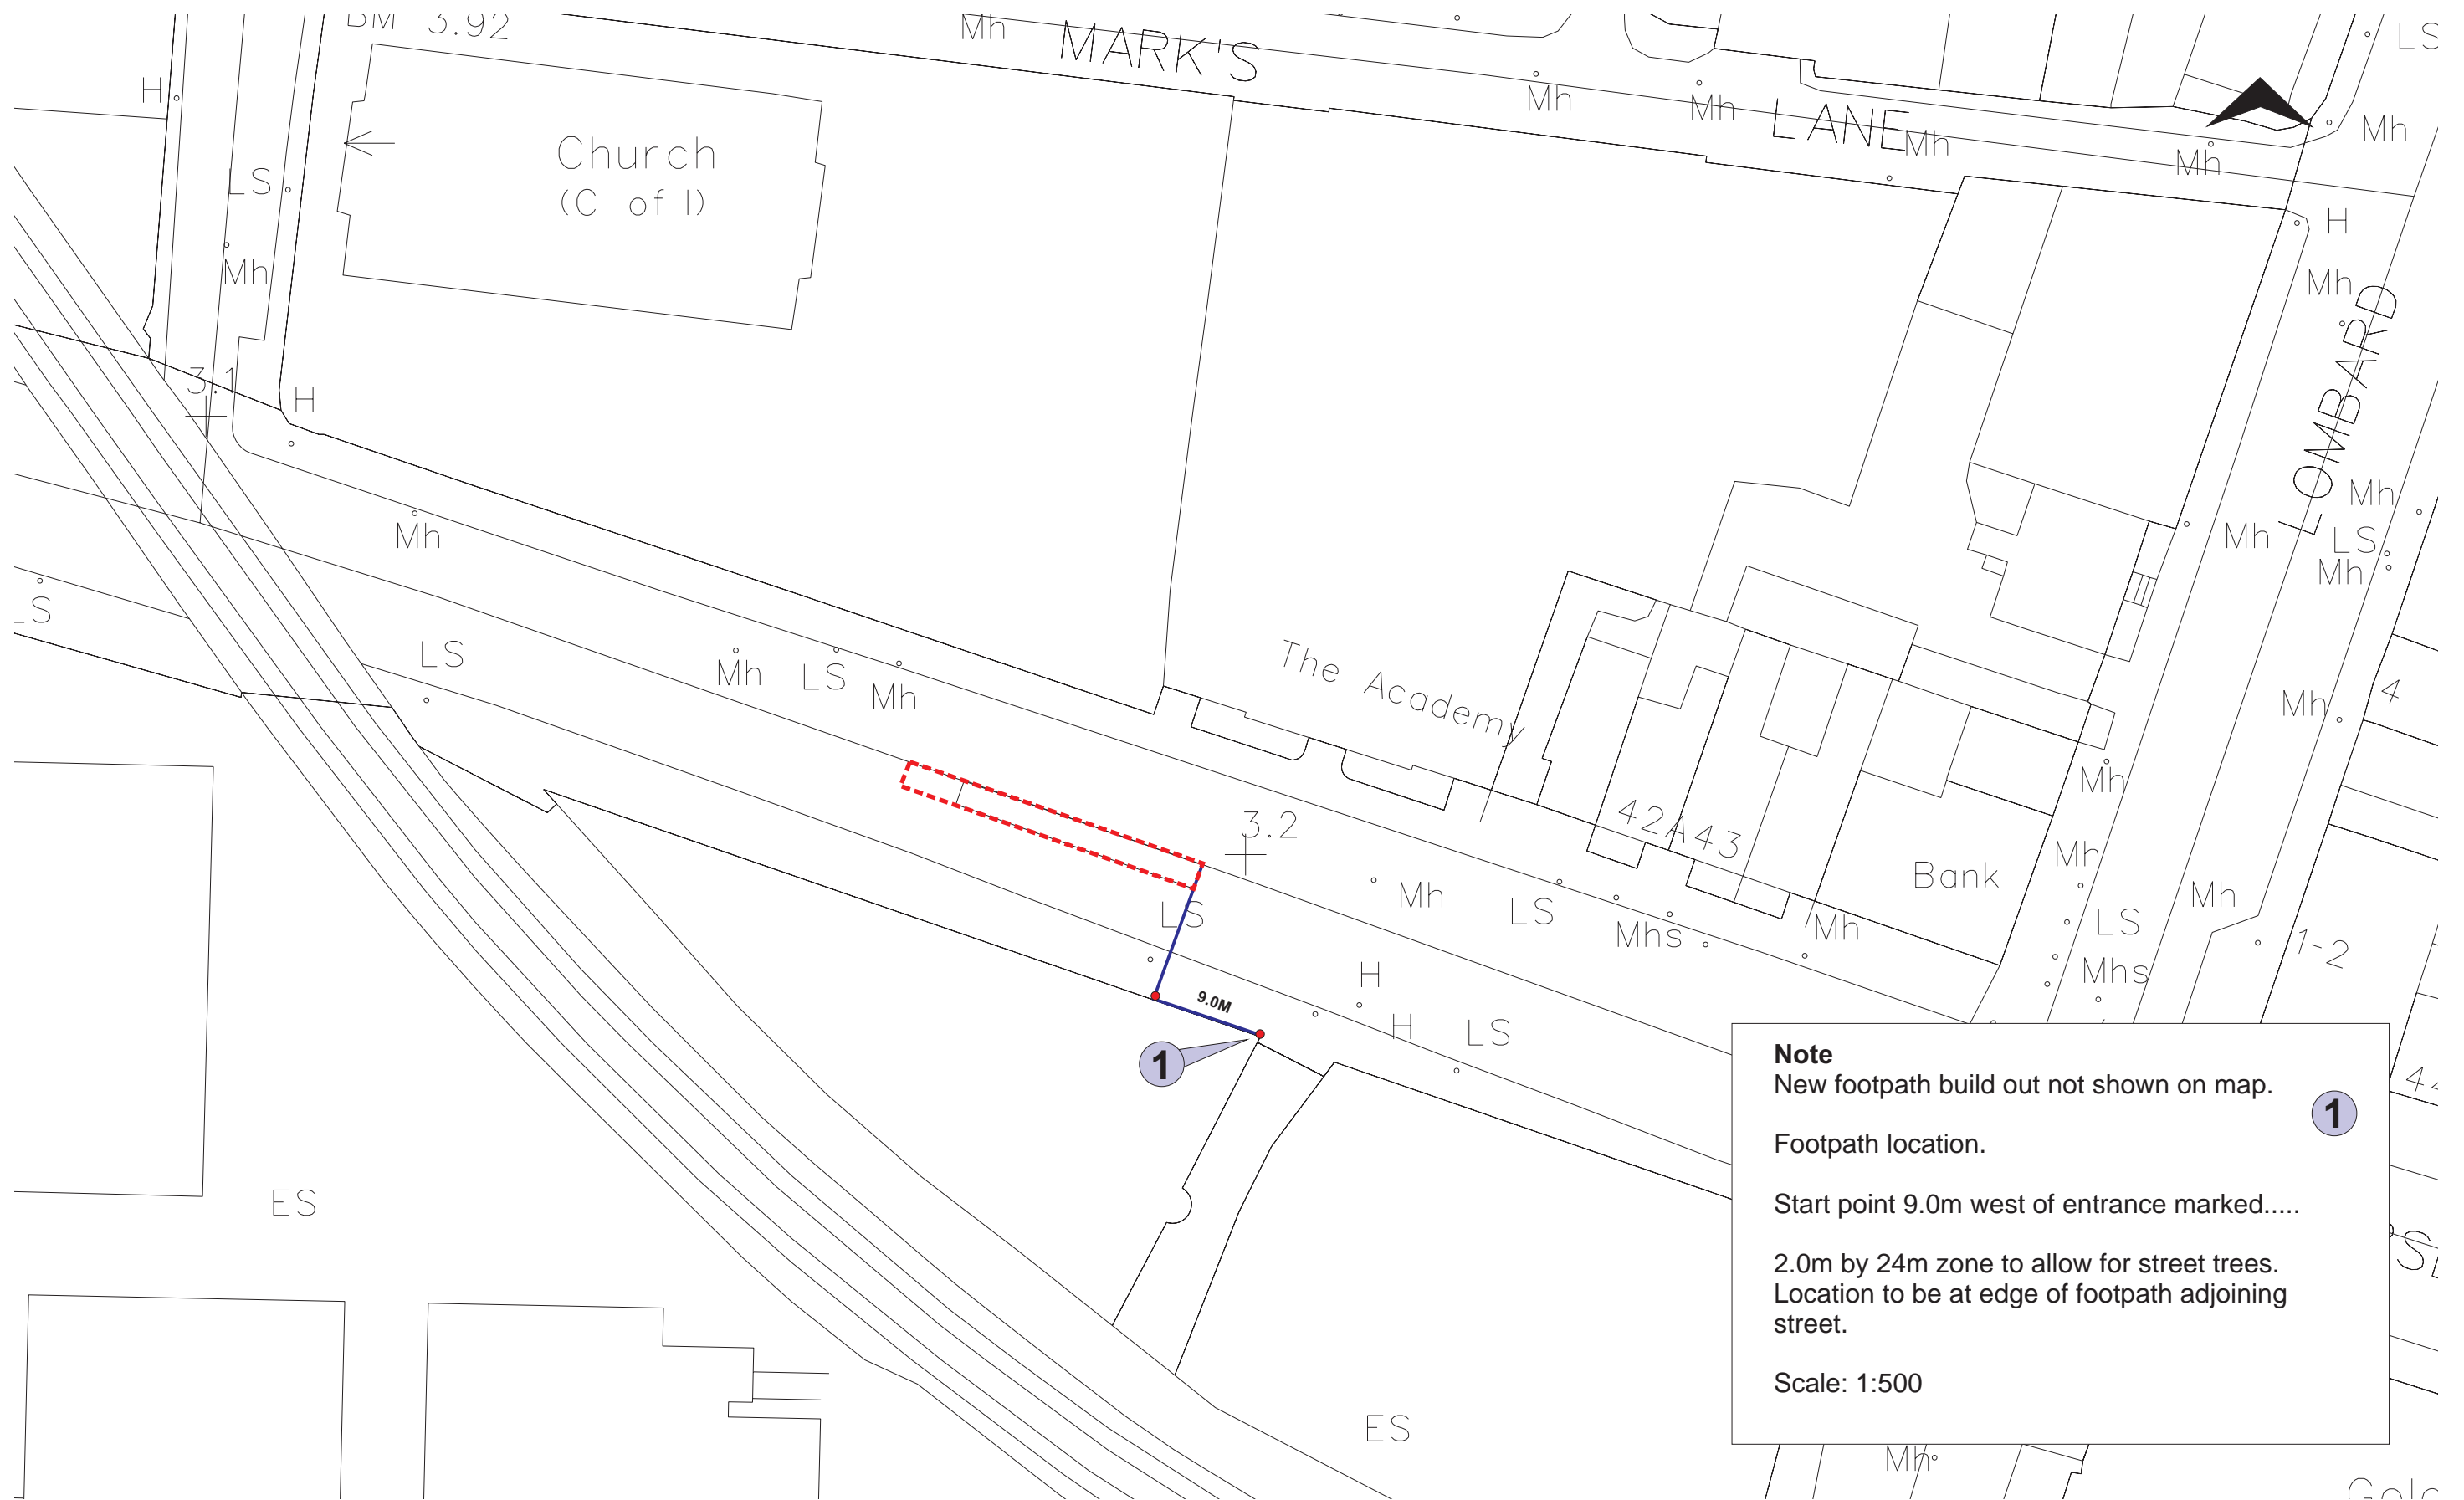 BM 3.92
Mh
MARK'S
LS
H
Mh
Mh
LANE
Mh
Mh
Mh
Church
(C of I)
LS
H
Mh
Mh
LOMBARD
3.1
H
Mh
Mh
Mh
LS
Mh
LS
LS
Mh
LS
Mh
The Academy
4
Mh
Mh
3.2
42A43
Mh
Bank
Mh
LS
Mh
LS
Mhs
Mh
LS
Mhs
1-2
H
9.0M
H
LS
1
Note
New footpath build out not shown on map.
1
Footpath location.
Start point 9.0m west of entrance marked.....
2.0m by 24m zone to allow for street trees.
Location to be at edge of footpath adjoining
street.
Scale: 1:500
44
ES
ES
Mh